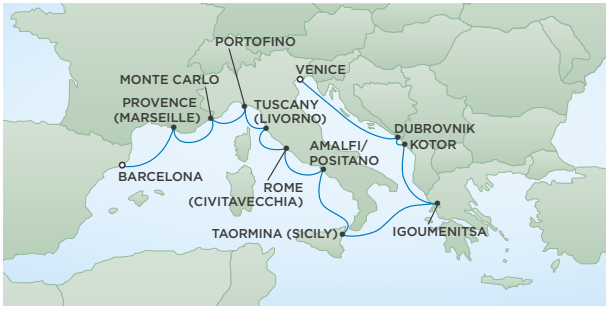 PORTOFINO
VENICE
MONTE CARLO
PROVENCE
(MARSEILLE)
TUSCANY
(LIVORNO)
DUBROVNIK
KOTOR
AMALFI/
POSITANO
BARCELONA
ROME
(CIVITAVECCHIA)
TAORMINA (SICILY)
IGOUMENITSA